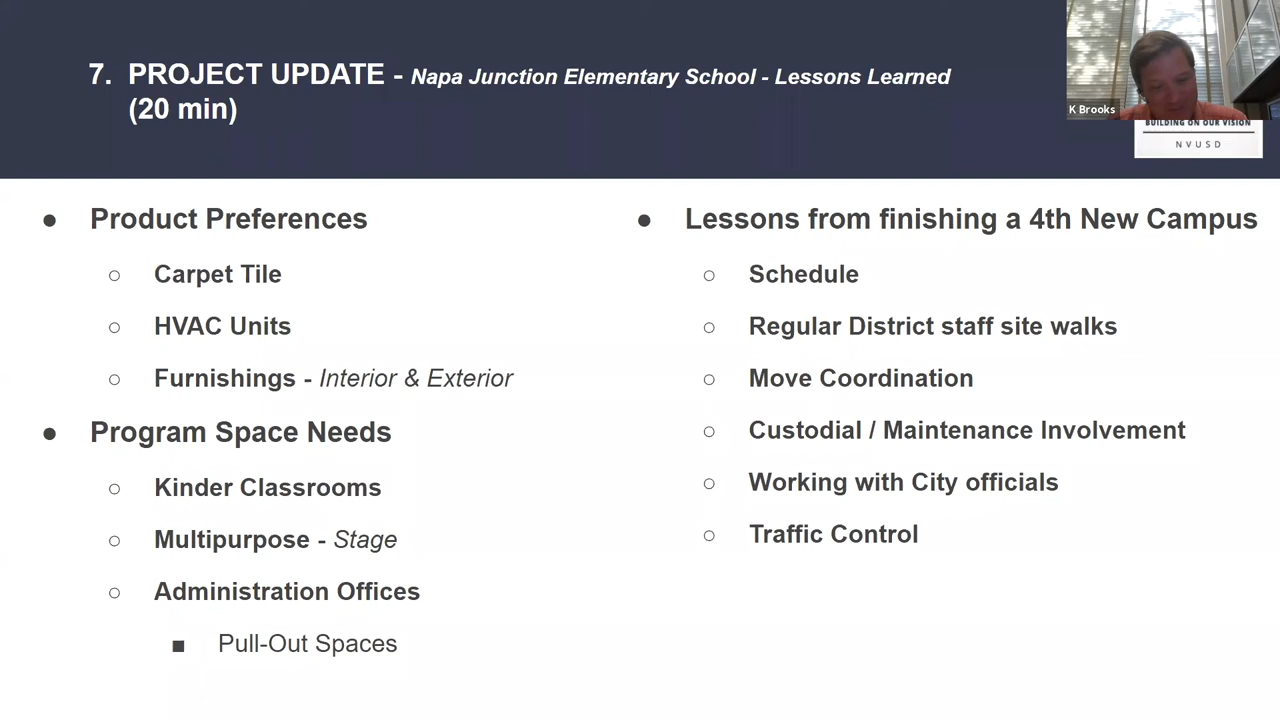 7. PROJECT UPDATE - Napa Junction Elementary School - Lessons Learned
(20 min)
K Brooks
BUILDING ON OUR VISION
NVUSD
● Product Preferences
○ Carpet Tile
○ HVAC Units
○ Furnishings - Interior & Exterior
● Program Space Needs
○ Kinder Classrooms
○ Multipurpose - Stage
○ Administration Offices
■ Pull-Out Spaces
● Lessons from finishing a 4th New Campus
○ Schedule
○ Regular District staff site walks
○ Move Coordination
○ Custodial / Maintenance Involvement
○ Working with City officials
○ Traffic Control